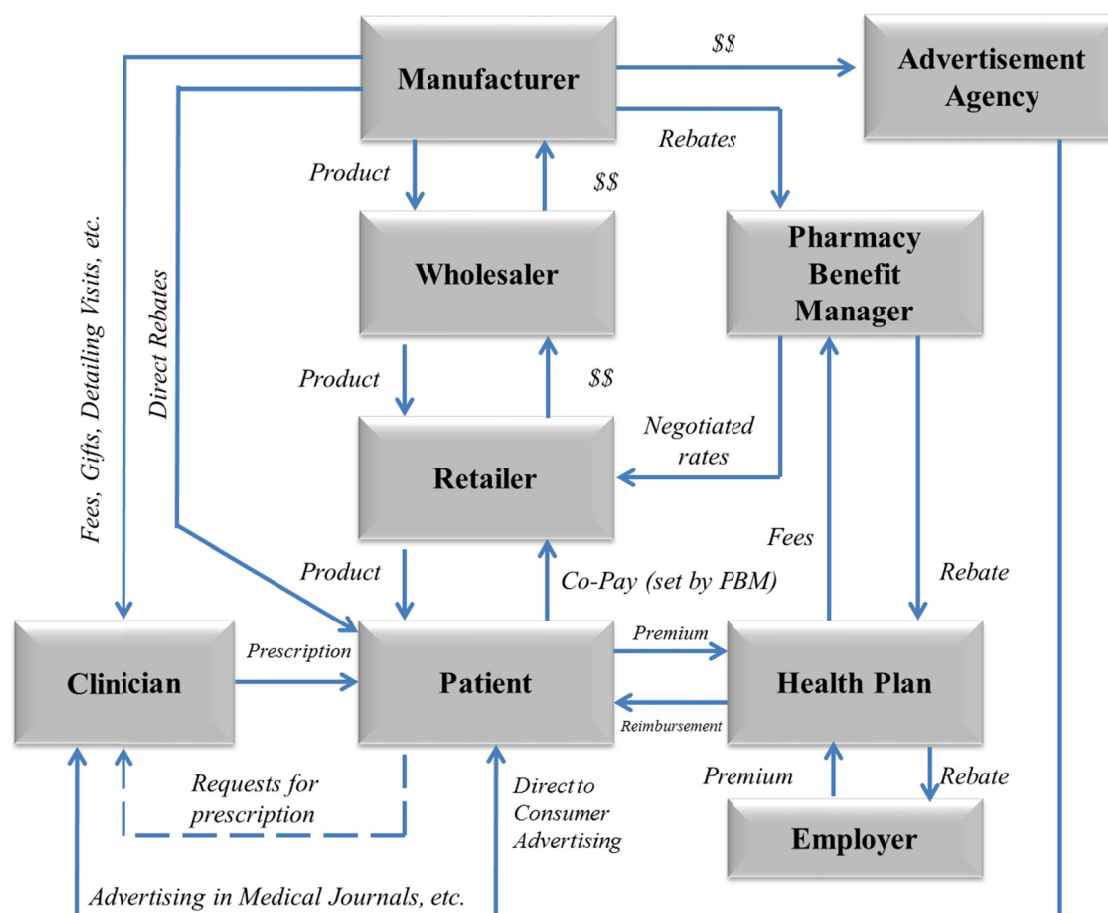 $$
Manufacturer
Advertisement
Agency
Rebates
Product
$$
Fees, Gifts, Detailing Visits, etc.
Direct Rebates
Wholesaler
Pharmacy
Benefit
Manager
Product
$$
Negotiated
rates
Retailer
Fees
Product
Co-Pay (set by PBM)
Rebate
Prescription
Premium
Clinician
Patient
Health Plan
Reimbursement
Requests for
prescription
Direct to
Consumer
Advertising
Premium
Rebate
Employer
Advertising in Medical Journals, etc.